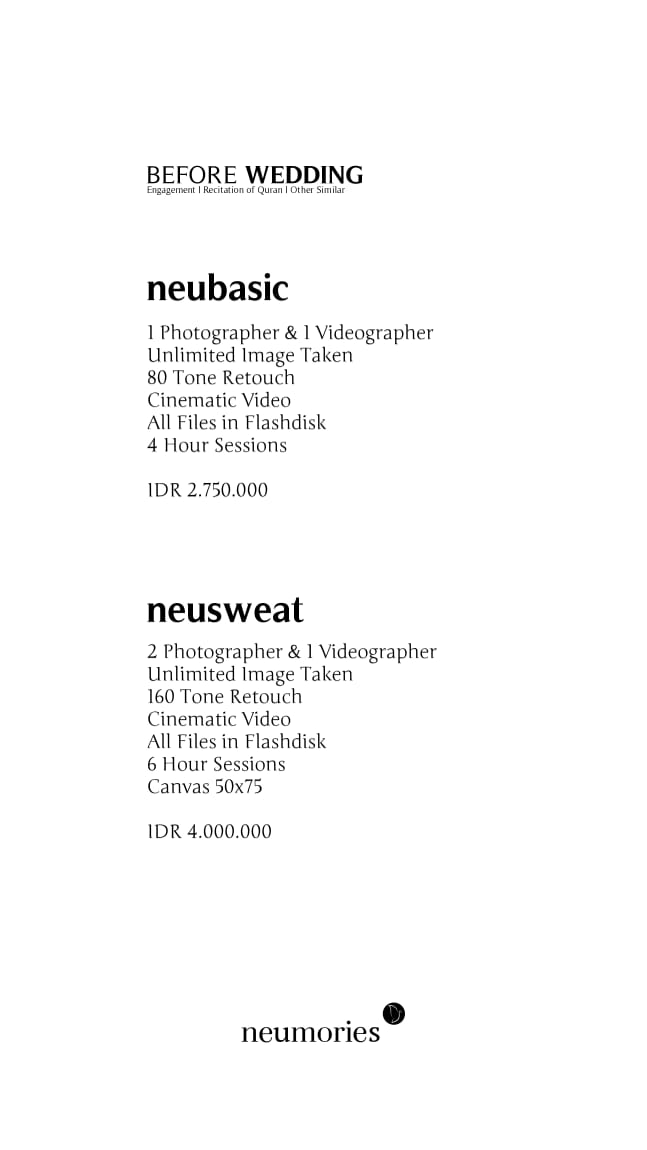 BEFORE WEDDING
Engagement | Recitation of Quran | Other Similar
neubasic
1 Photographer & 1 Videographer
Unlimited Image Taken
80 Tone Retouch
Cinematic Video
All Files in Flashdisk
4 Hour Sessions
IDR 2.750.000
neusweat
2 Photographer & 1 Videographer
Unlimited Image Taken
160 Tone Retouch
Cinematic Video
All Files in Flashdisk
6 Hour Sessions
Canvas 50x75
IDR 4.000.000
neumories